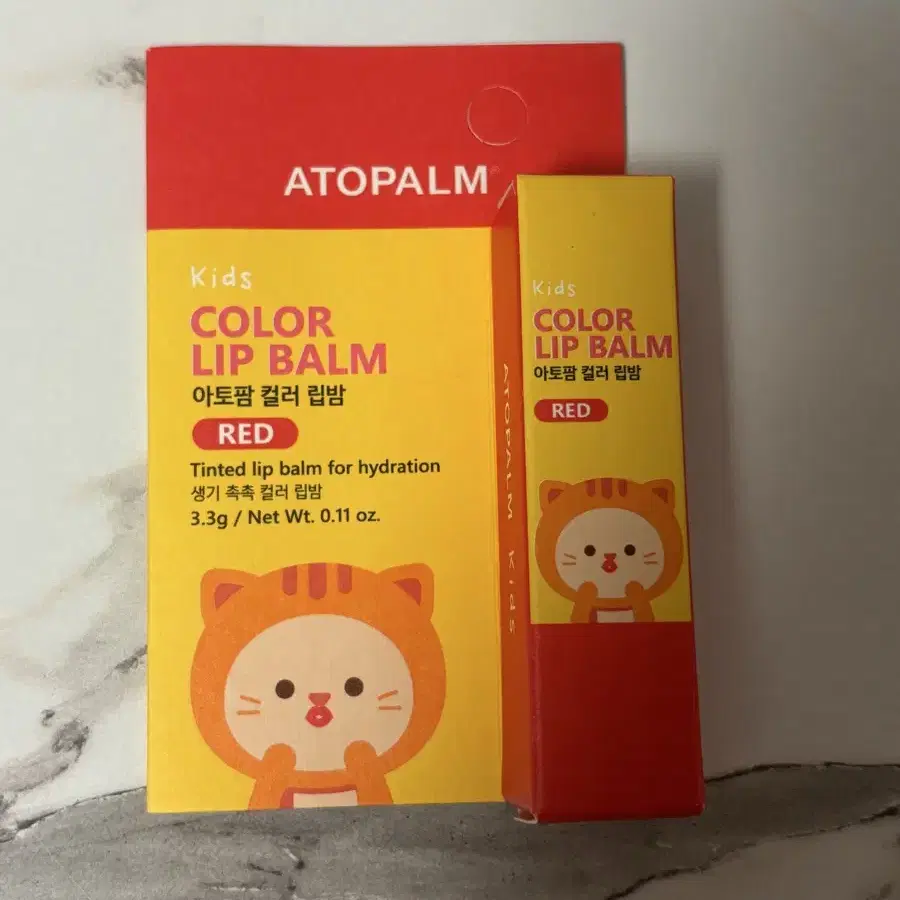 ATOPALM
Kids
COLOR
LIP BALM
아토팜 컬러 립밤
RED
Tinted lip balm for hydration
생기 촉촉 컬러 립밤
3.3g / Net Wt. 0.11 oz.
ATOPALM Kids
Kids
COLOR
LIP BALM
아토팜 컬러 립밤
RED